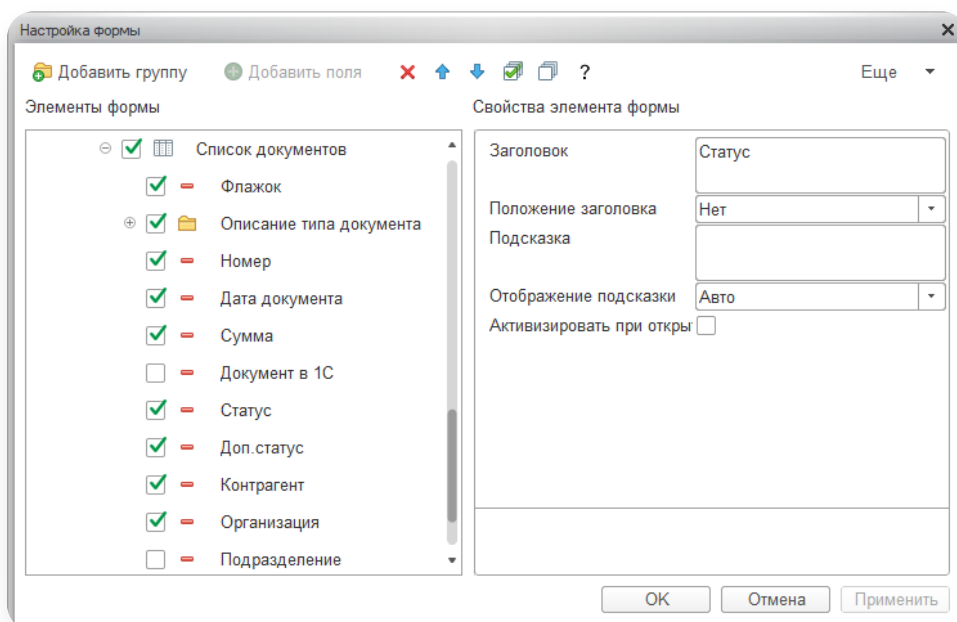 Настройка формы
Добавить группу Добавить поля ? Еще
Элементы формы Свойства элемента формы
Список документов
Флажок
Описание типа документа
Номер
Дата документа
Сумма
Документ в 1С
Статус
Доп.статус
Контрагент
Организация
Подразделение
Заголовок Статус
Положение заголовка Нет
Подсказка
Отображение подсказки Авто
Активизировать при откры
OK Отмена Применить